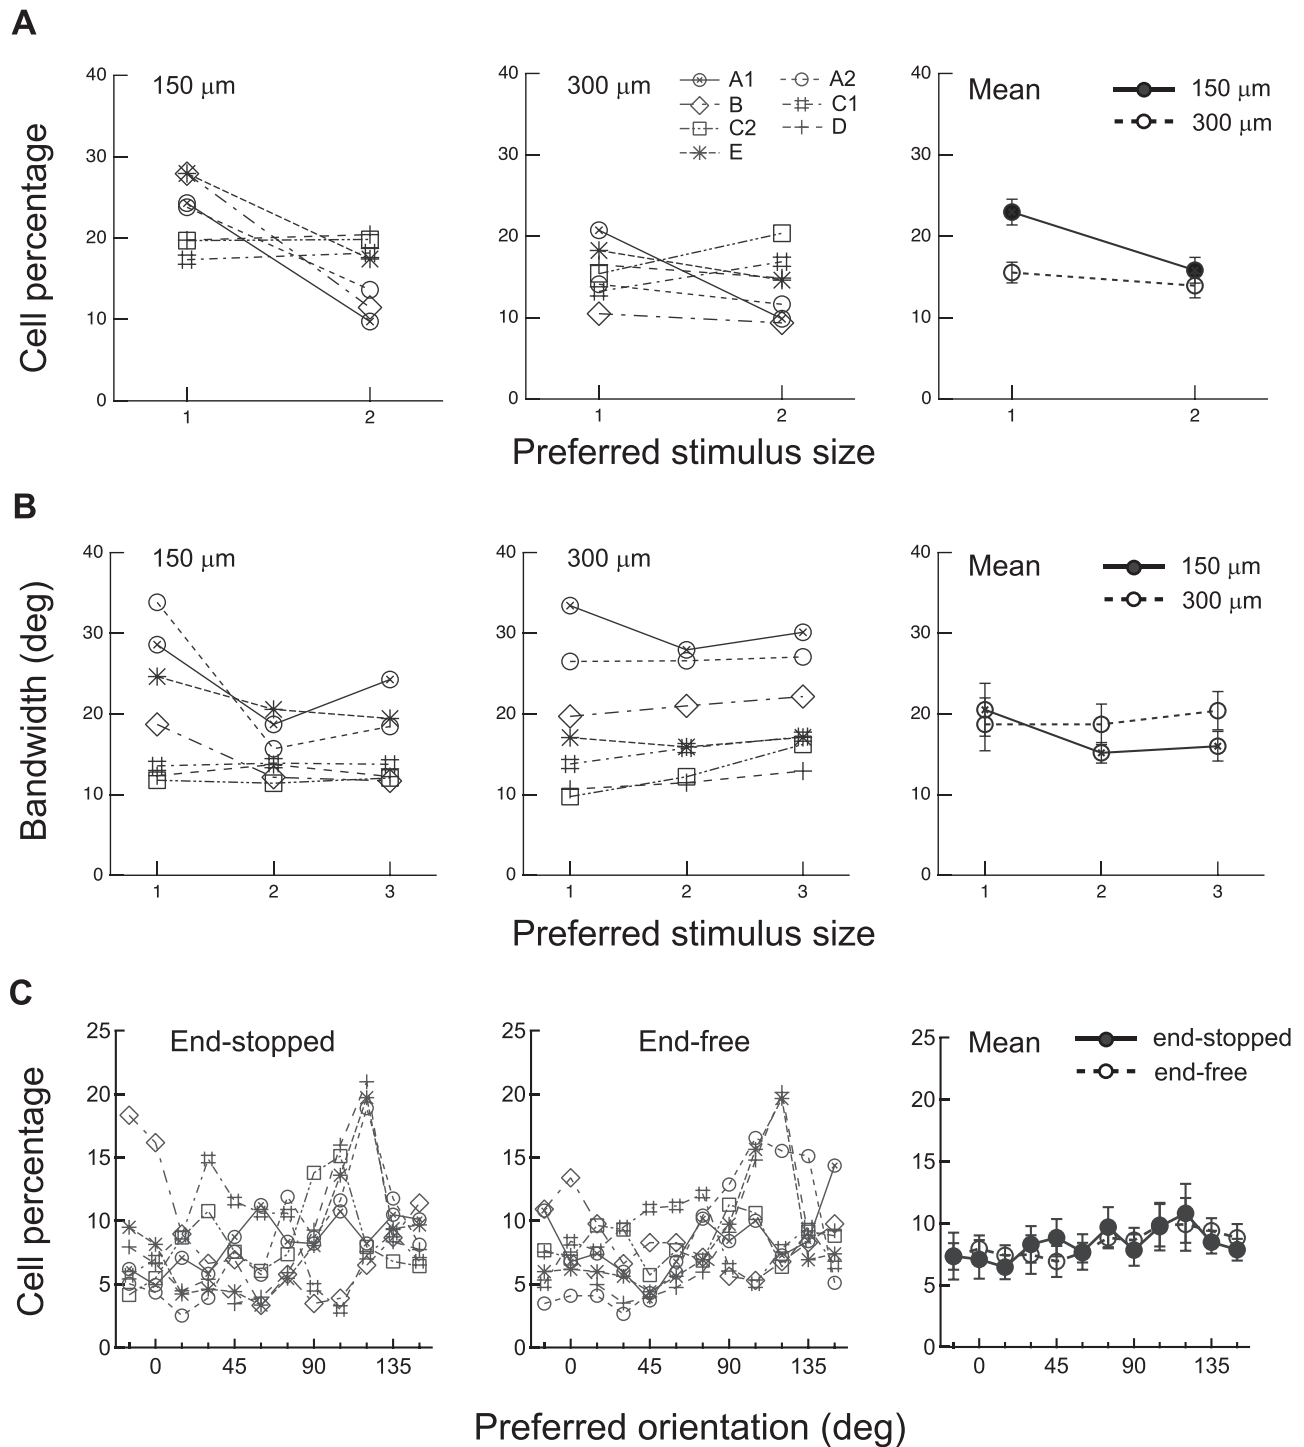 A
Cell percentage
40
30
20
10
0
150 μm
1
2
40
30
20
10
0
300 μm
A1
A2
B
C1
C2
D
E
1
2
40
30
20
10
0
Mean
150 μm
300 μm
1
2
Preferred stimulus size
B
Bandwidth (deg)
40
30
20
10
0
150 μm
1
2
3
40
30
20
10
0
300 μm
1
2
3
40
30
20
10
0
Mean
150 μm
300 μm
1
2
3
Preferred stimulus size
C
Cell percentage
25
20
15
10
5
0
End-stopped
0
45
90
135
25
20
15
10
5
0
End-free
0
45
90
135
25
20
15
10
5
0
Mean
end-stopped
end-free
0
45
90
135
Preferred orientation (deg)